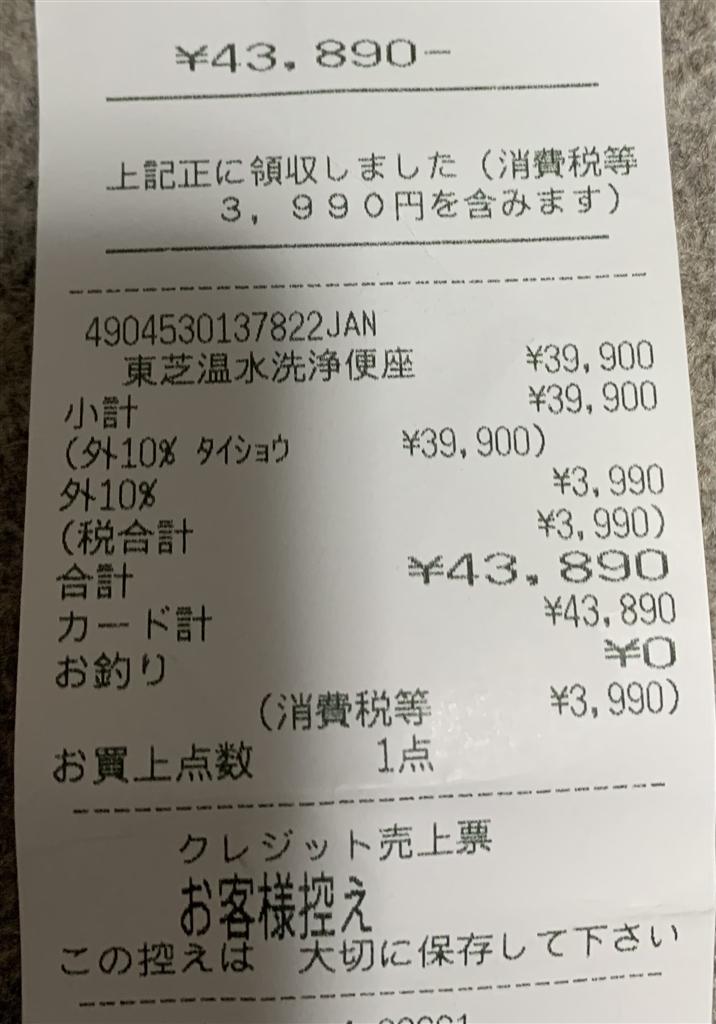 ¥43,890−
上記正に領収しました（消費税等
３，９９０円を含みます）
4904530137822JAN
東芝温水洗浄便座 ¥39,900
小計 ¥39,900
(外10% ﾀｲｼｮｳ ¥39,900)
外10% ¥3,990
(税合計 ¥3,990)
合計 ¥43,890
カード計 ¥43,890
お釣り ¥0
(消費税等 ¥3,990)
お買上点数 1点
クレジット売上票
お客様控え
この控えは 大切に保存して下さい